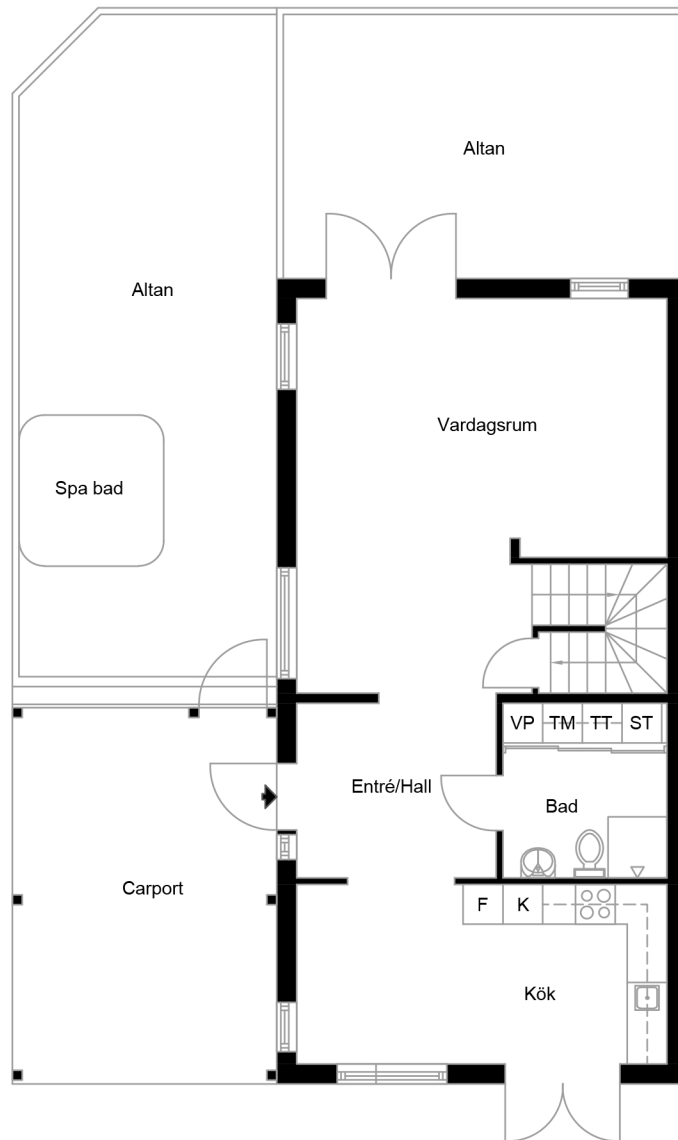 Altan
Altan
Vardagsrum
Spa bad
VP TM TT ST
Entré/Hall
Bad
Carport
F K
Kök